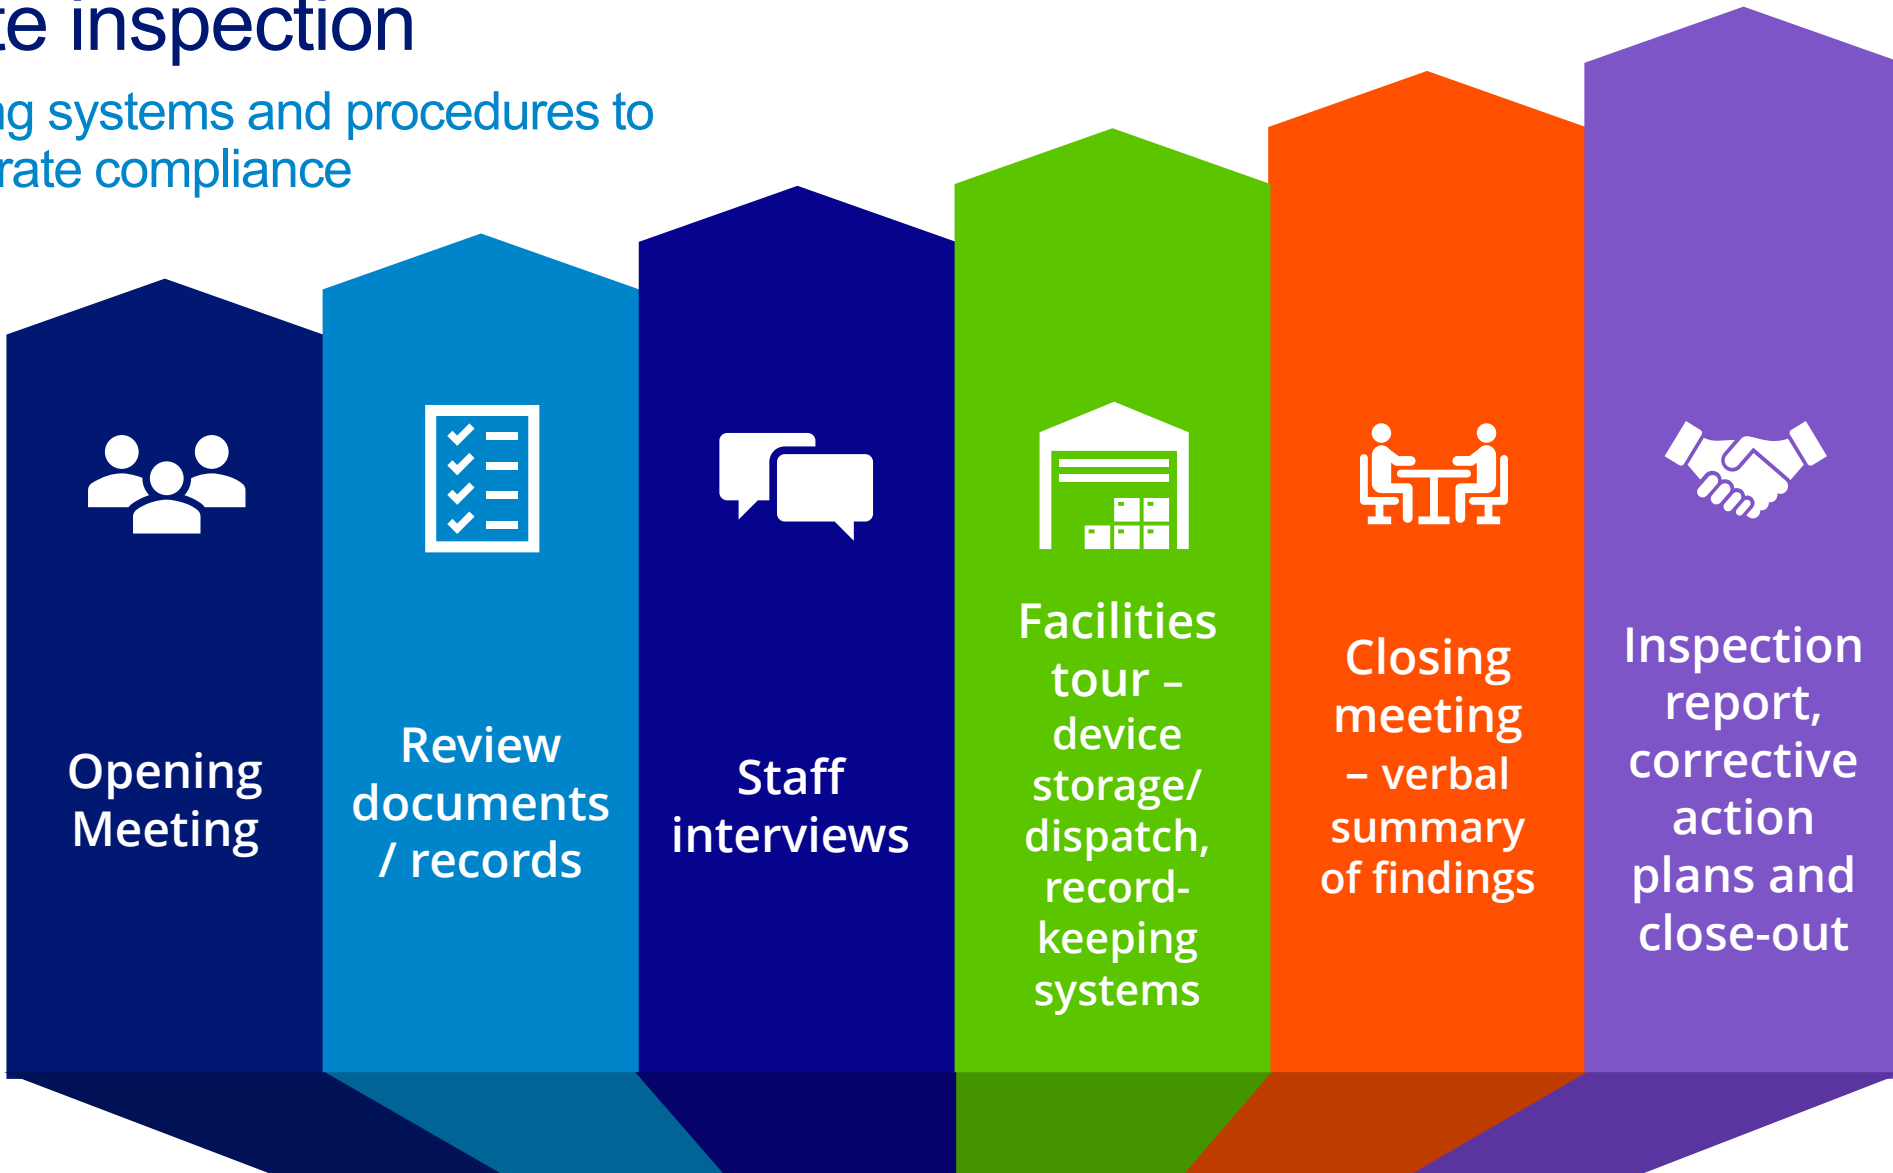 te inspection
ng systems and procedures to
rate compliance
Opening
Meeting
Review
documents
/ records
Staff
interviews
Facilities
tour –
device
storage/
dispatch,
record-
keeping
systems
Closing
meeting
– verbal
summary
of findings
Inspection
report,
corrective
action
plans and
close-out